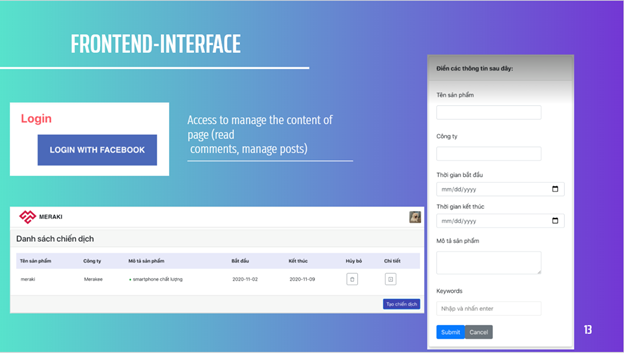 FRONTEND-INTERFACE
Login
LOGIN WITH FACEBOOK
Access to manage the content of
page (read
comments, manage posts)
MERAKI
Danh sách chiến dịch
Tên sản phẩm Công ty Mô tả sản phẩm Bắt đầu Kết thúc Hủy bỏ Chi tiết
meraki Merakee • smartphone chất lượng 2020-11-02 2020-11-09
Tạo chiến dịch
Điền các thông tin sau đây:
Tên sản phẩm
Công ty
Thời gian bắt đầu
mm/dd/yyyy
Thời gian kết thúc
mm/dd/yyyy
Mô tả sản phẩm
Keywords
Nhập và nhấn enter
Submit Cancel
13